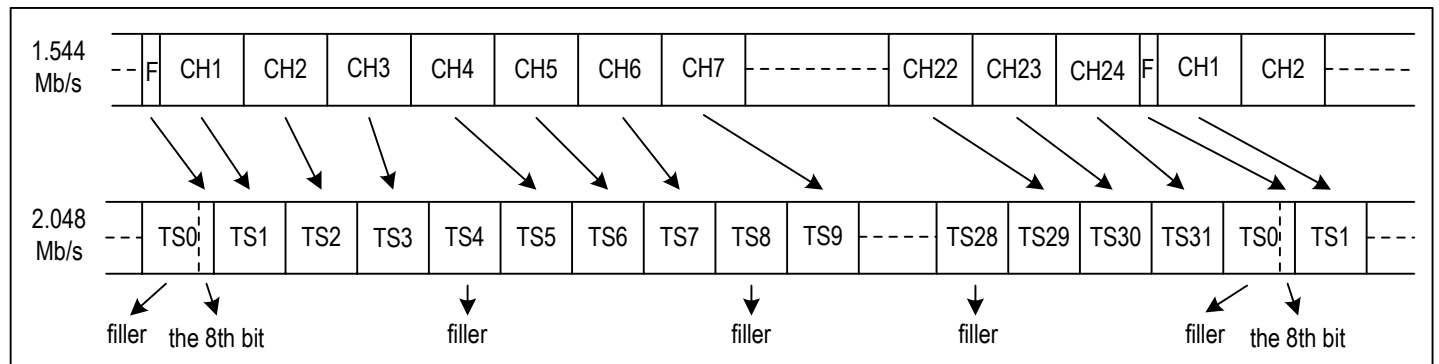 1.544
Mb/s
F CH1 CH2 CH3 CH4 CH5 CH6 CH7 CH22 CH23 CH24 F CH1 CH2
2.048
Mb/s
TS0 TS1 TS2 TS3 TS4 TS5 TS6 TS7 TS8 TS9 TS28 TS29 TS30 TS31 TS0 TS1
filler the 8th bit filler filler filler filler the 8th bit